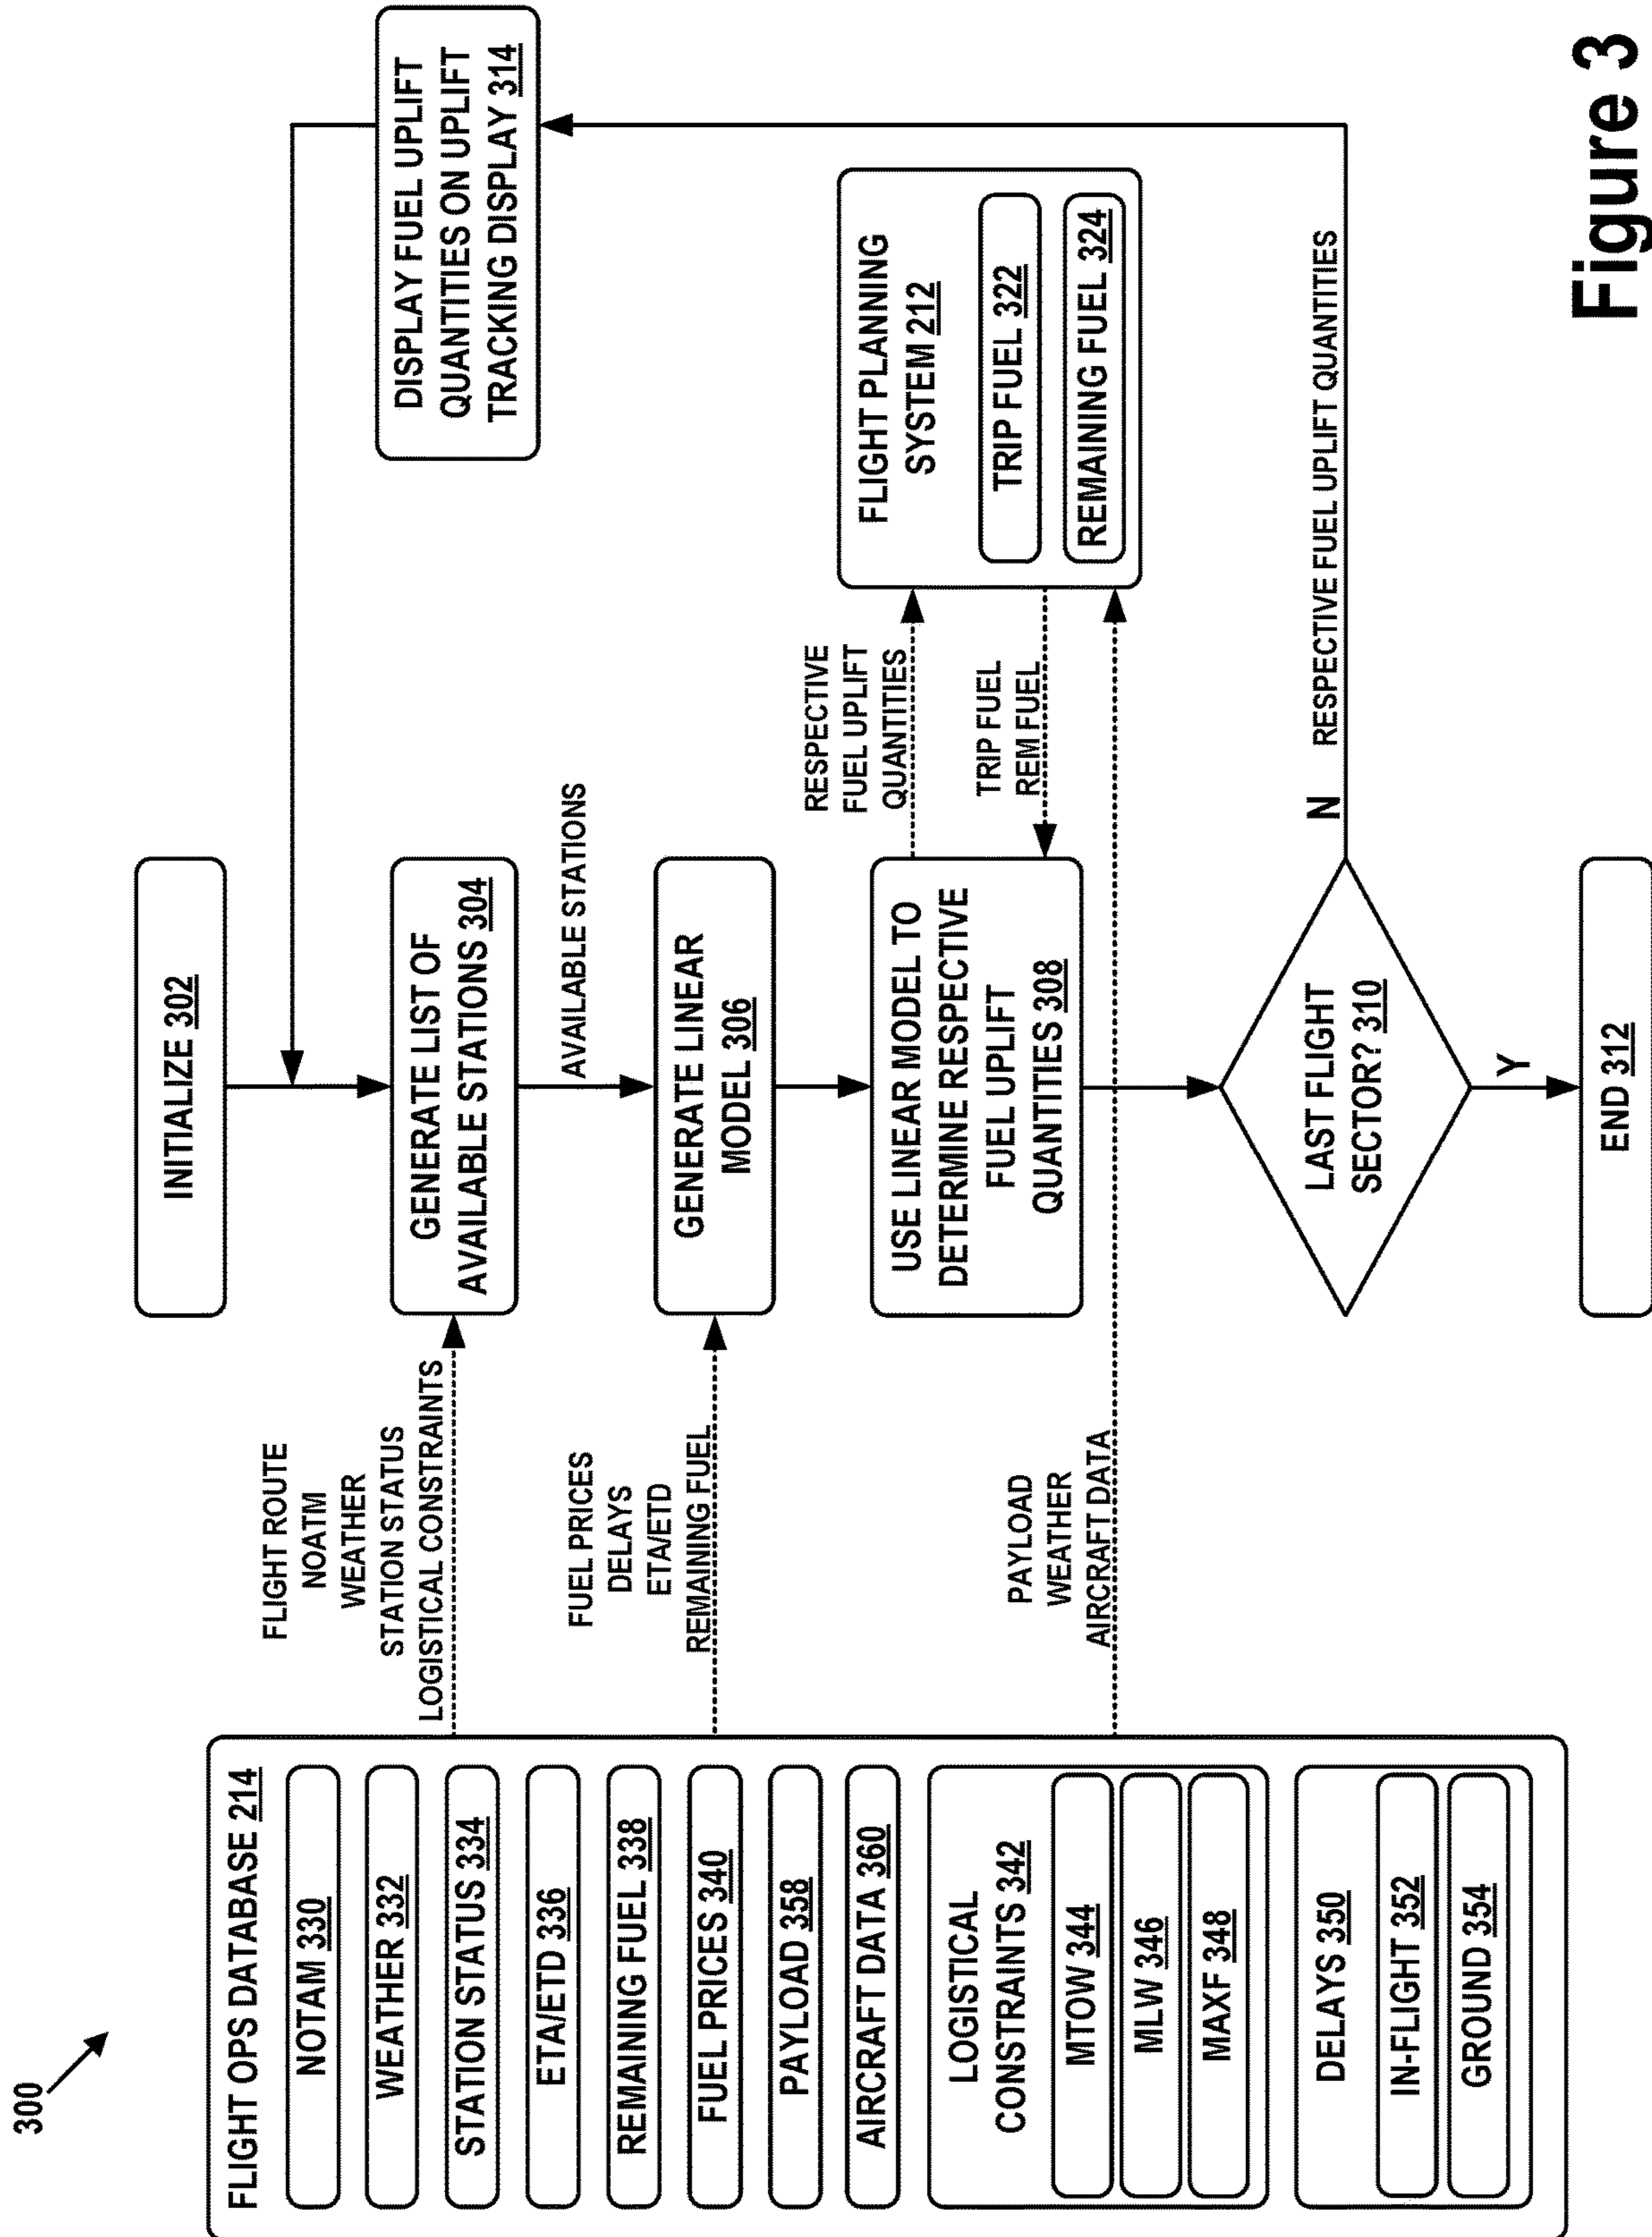 300
FLIGHT OPS DATABASE 214
NOTAM 330
WEATHER 332
STATION STATUS 334
ETA/ETD 336
REMAINING FUEL 338
FUEL PRICES 340
PAYLOAD 358
AIRCRAFT DATA 360
LOGISTICAL
CONSTRAINTS 342
MTOW 344
MLW 346
MAXF 348
DELAYS 350
IN-FLIGHT 352
GROUND 354
FLIGHT ROUTE
NOATM
WEATHER
STATION STATUS
LOGISTICAL CONSTRAINTS
FUEL PRICES
DELAYS
ETA/ETD
REMAINING FUEL
PAYLOAD
WEATHER
AIRCRAFT DATA
INITIALIZE 302
GENERATE LIST OF
AVAILABLE STATIONS 304
AVAILABLE STATIONS
GENERATE LINEAR
MODEL 306
USE LINEAR MODEL TO
DETERMINE RESPECTIVE
FUEL UPLIFT
QUANTITIES 308
LAST FLIGHT
SECTOR? 310
Y
END 312
N
RESPECTIVE FUEL UPLIFT QUANTITIES
RESPECTIVE
FUEL UPLIFT
QUANTITIES
TRIP FUEL
REM FUEL
FLIGHT PLANNING
SYSTEM 212
TRIP FUEL 322
REMAINING FUEL 324
DISPLAY FUEL UPLIFT
QUANTITIES ON UPLIFT
TRACKING DISPLAY 314
Figure 3